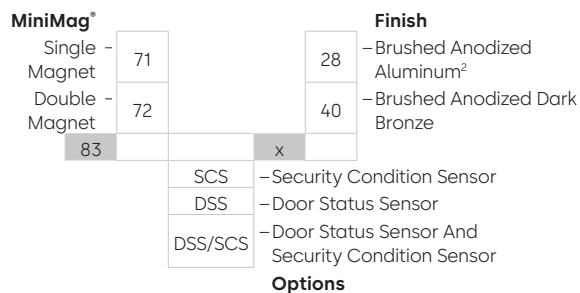 MiniMag®
Finish
Single –
Magnet
71
28
–Brushed Anodized
Aluminum²
Double –
Magnet
72
40
–Brushed Anodized Dark
Bronze
83
x
SCS
–Security Condition Sensor
DSS
–Door Status Sensor
DSS/SCS
–Door Status Sensor And
Security Condition Sensor
Options